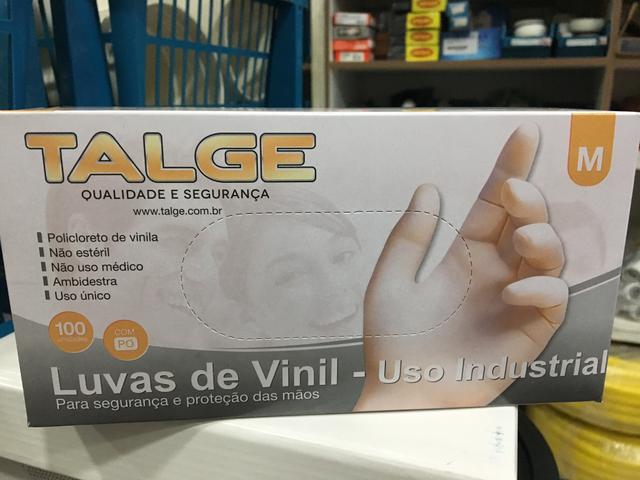 TALGE
QUALIDADE E SEGURANÇA
www.talge.com.br
M
Policloreto de vinila
Não estéril
Não uso médico
Ambidestra
Uso único
100
unidades
COM
PÓ
Luvas de Vinil - Uso Industrial
Para segurança e proteção das mãos